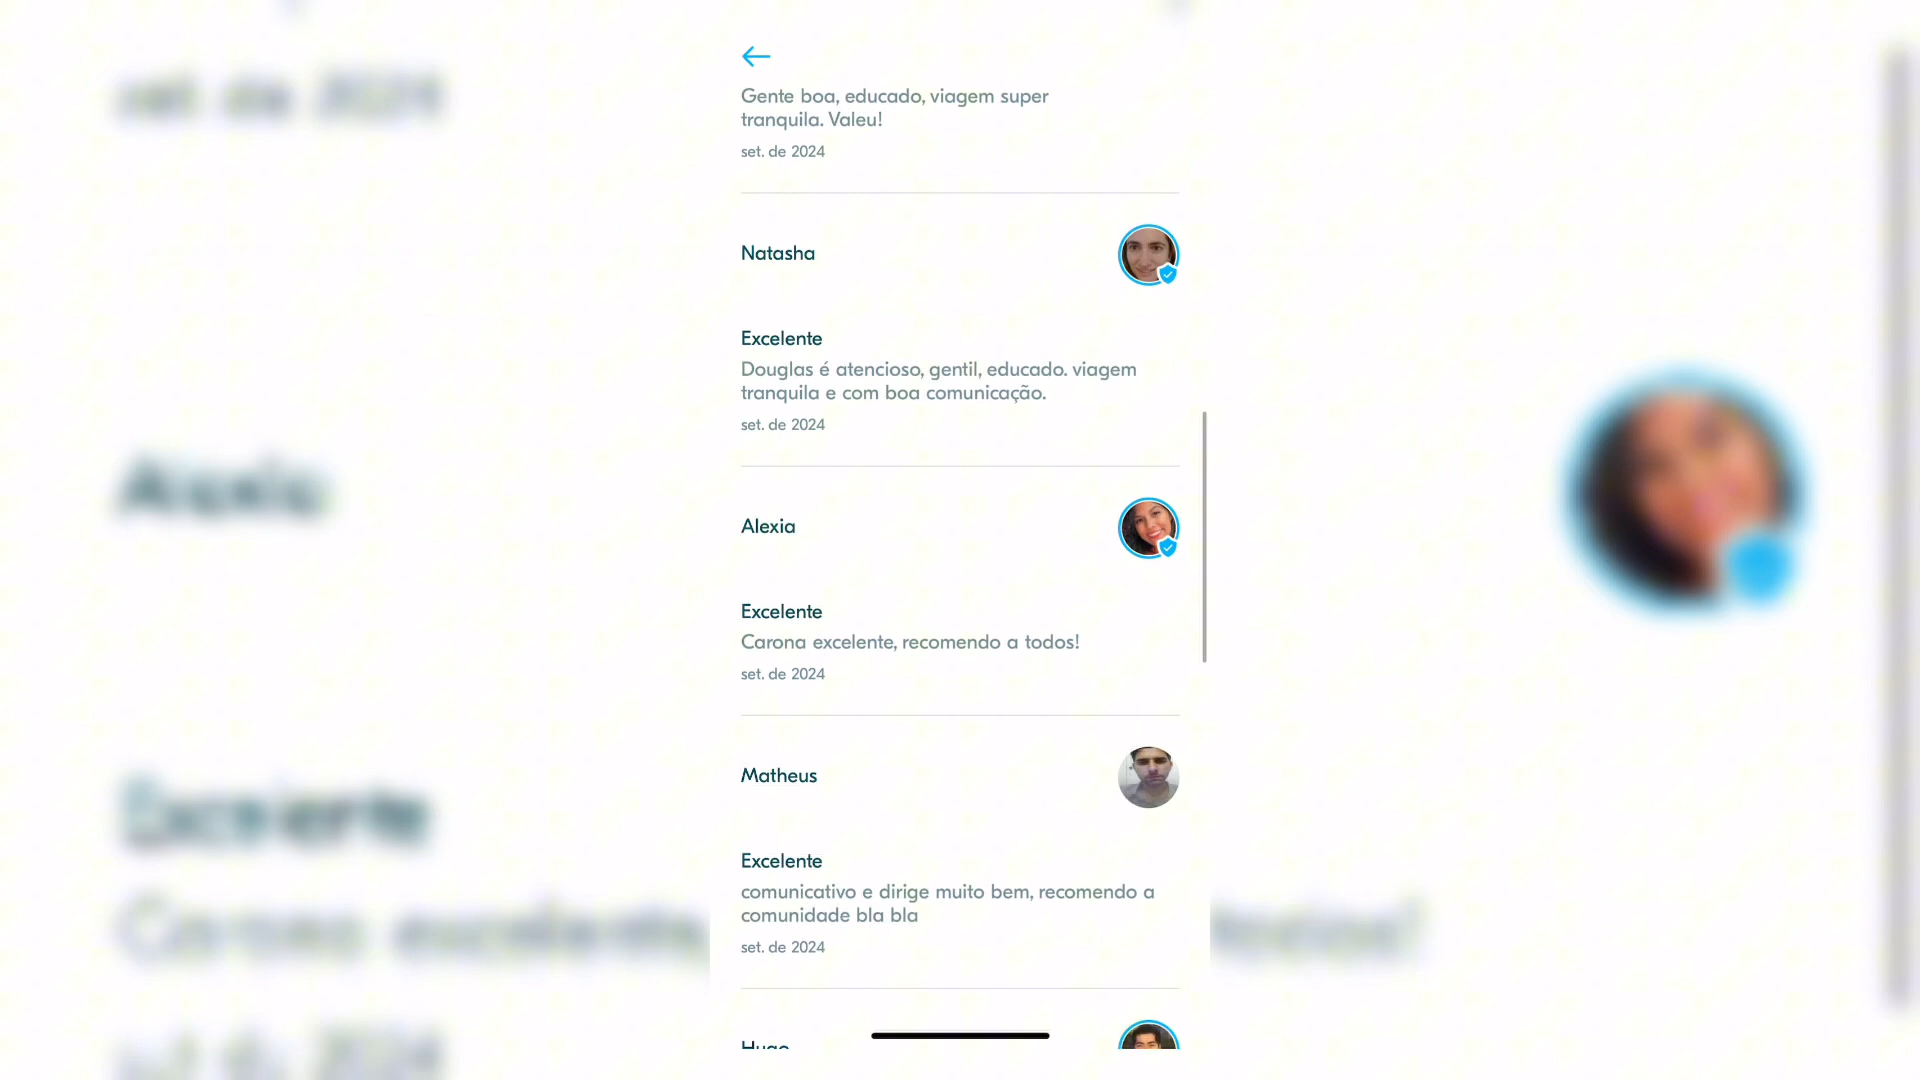 Gente boa, educado, viagem super
tranquila. Valeu!
set. de 2024
Natasha
Excelente
Douglas é atencioso, gentil, educado. viagem
tranquila e com boa comunicação.
set. de 2024
Alexia
Excelente
Carona excelente, recomendo a todos!
set. de 2024
Matheus
Excelente
comunicativo e dirige muito bem, recomendo a
comunidade bla bla
set. de 2024
Hugo